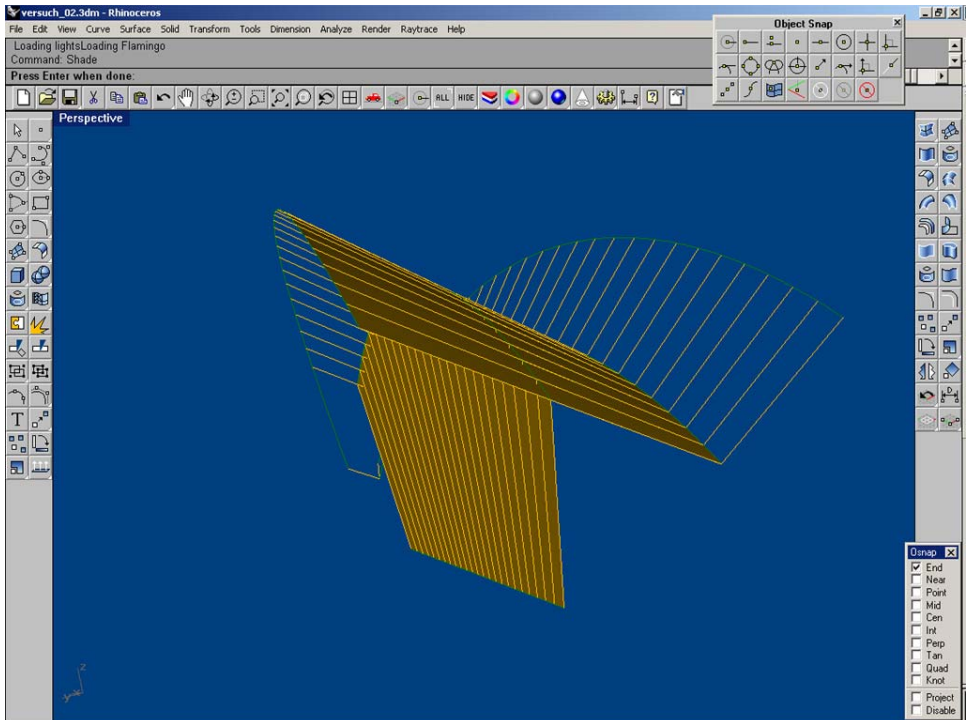 versuch_02.3dm - Rhinoceros
File Edit View Curve Surface Solid Transform Tools Dimension Analyze Render Raytrace Help
Object Snap
Loading lightsLoading Flamingo
Command: Shade
Press Enter when done:
ALL HIDE
Perspective
T
Osnap
End
Near
Point
Mid
Cen
Int
Perp
Tan
Quad
Knot
Project
Disable
z
y
x